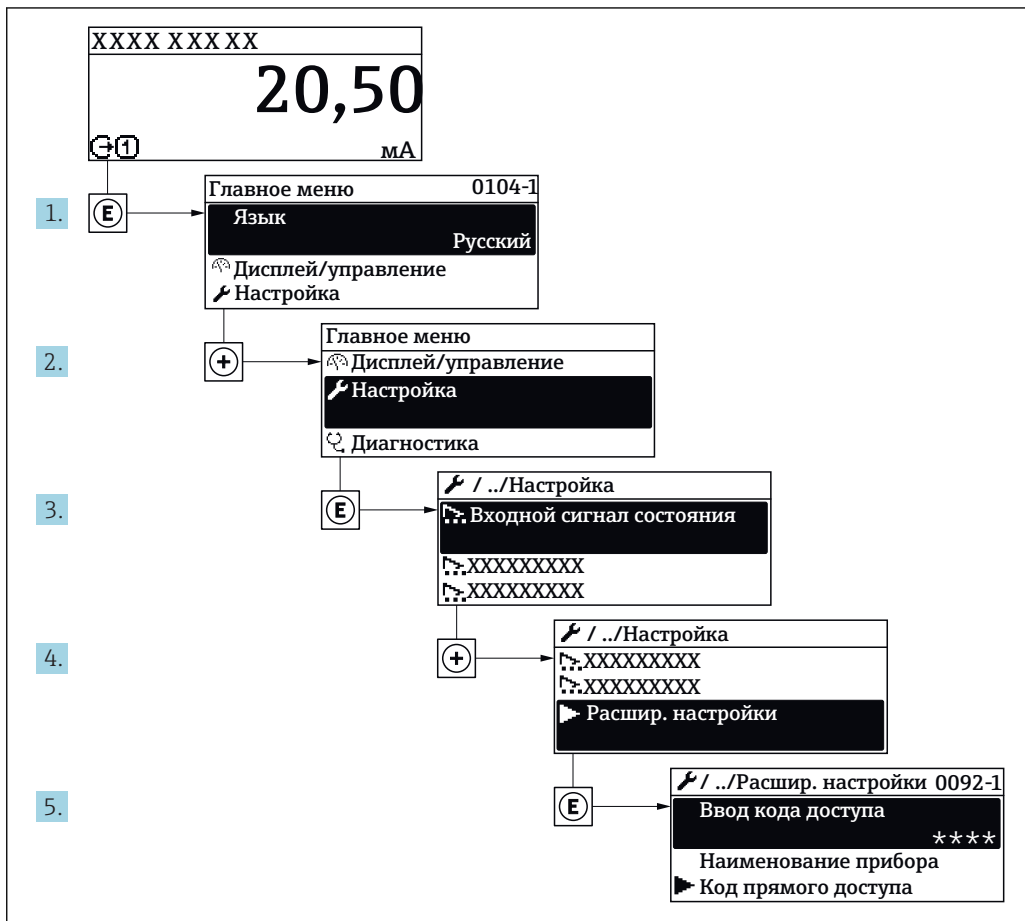 XXXX XXX XX
20,50
1 мА
1. E Главное меню 0104-1
Язык
Русский
Дисплей/управление
Настройка
2. + Главное меню
Дисплей/управление
Настройка
Диагностика
3. E / ../Настройка
Входной сигнал состояния
XXXXXXXXX
XXXXXXXXX
4. + / ../Настройка
XXXXXXXXX
XXXXXXXXX
Расшир. настройки
5. E / ../Расшир. настройки 0092-1
Ввод кода доступа
****
Наименование прибора
Код прямого доступа